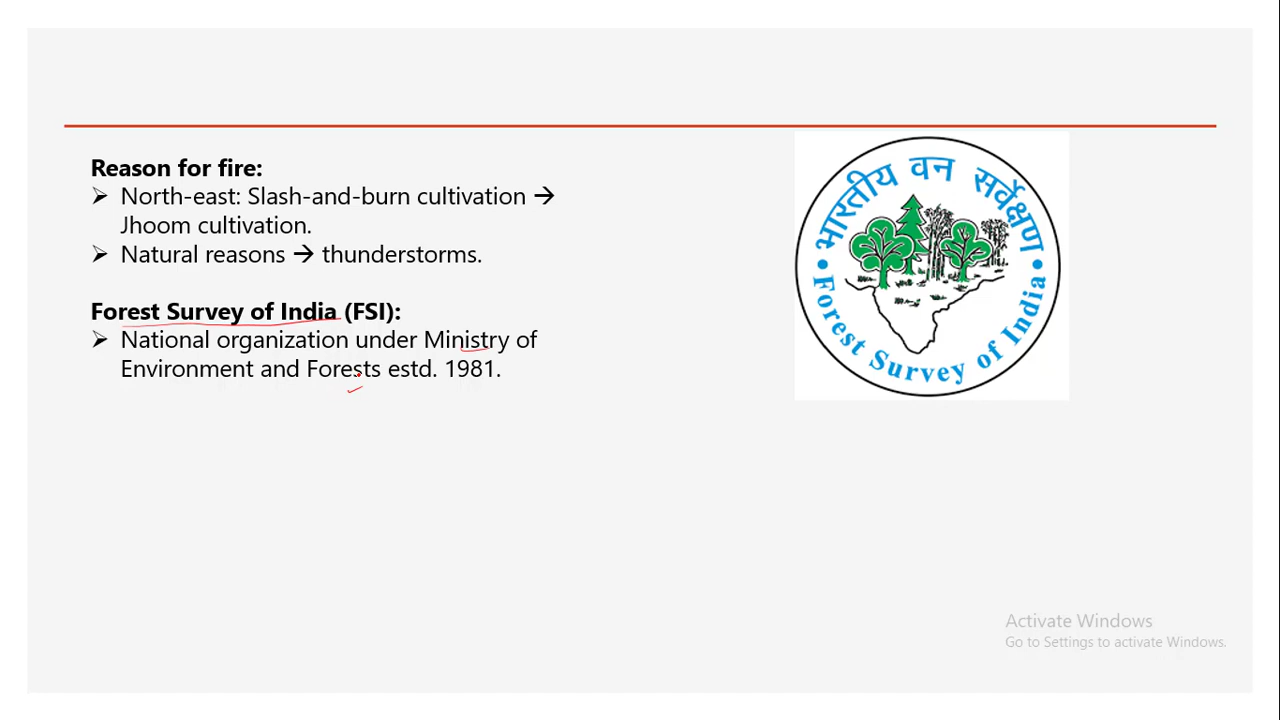 Reason for fire:
➢ North-east: Slash-and-burn cultivation →
Jhoom cultivation.
➢ Natural reasons → thunderstorms.
Forest Survey of India (FSI):
➢ National organization under Ministry of
Environment and Forests estd. 1981.
भारतीय वन सर्वेक्षण
• Forest Survey of India •
Activate Windows
Go to Settings to activate Windows.